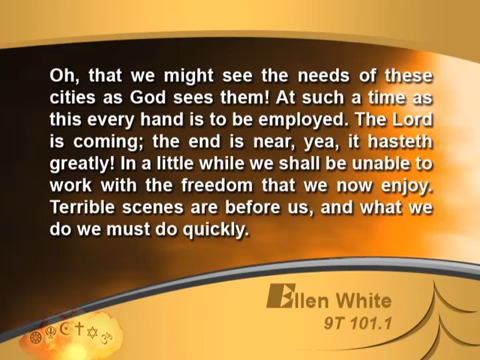 Oh, that we might see the needs of these
cities as God sees them! At such a time as
this every hand is to be employed. The Lord
is coming; the end is near, yea, it hasteth
greatly! In a little while we shall be unable to
work with the freedom that we now enjoy.
Terrible scenes are before us, and what we
do we must do quickly.
Ellen White
9T 101.1